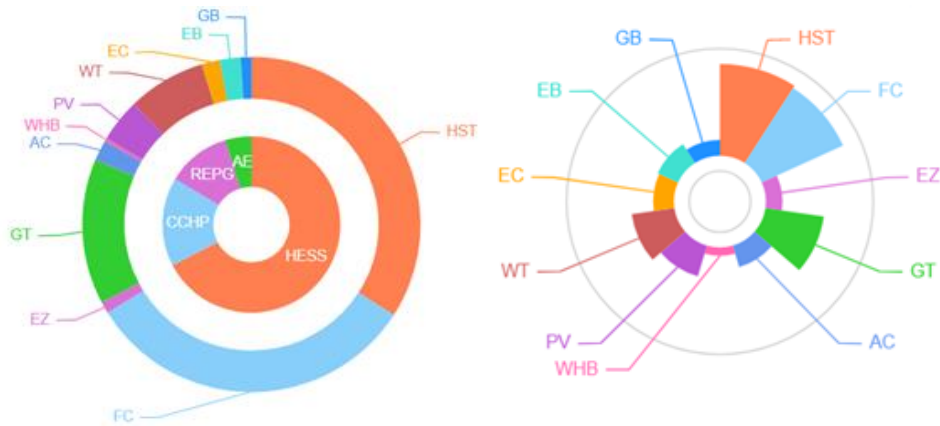 GB
EB
EC
WT
PV
WHB
AC
GT
EZ
FC
HST
AE
REPG
CCHP
HESS
GB
HST
EB
FC
EC
EZ
WT
GT
PV
AC
WHB